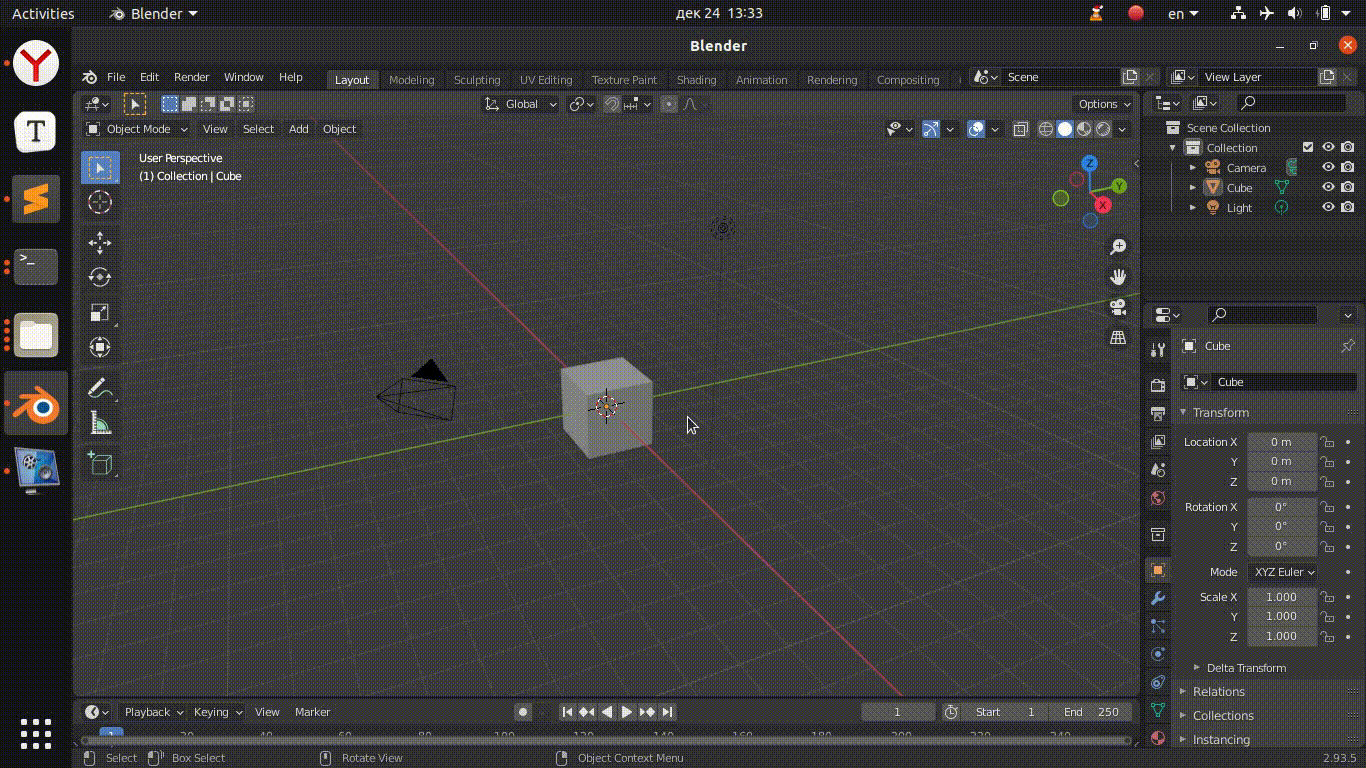 Activities Blender дек 24 13:33 en
Blender
File Edit Render Window Help Layout Modeling Sculpting UV Editing Texture Paint Shading Animation Rendering Compositing Scene View Layer
Global Options
Object Mode View Select Add Object
User Perspective
(1) Collection | Cube
Z
Y
X
Scene Collection
Collection
Camera
Cube
Light
Cube
Cube
Transform
Location X 0 m
Y 0 m
Z 0 m
Rotation X 0°
Y 0°
Z 0°
Mode XYZ Euler
Scale X 1.000
Y 1.000
Z 1.000
Delta Transform
Relations
Collections
Instancing
Playback Keying View Marker 1 Start 1 End 250
1 20 40 60 80 100 120 140 160 180 200 220 240
Select Box Select Rotate View Object Context Menu 2.93.5